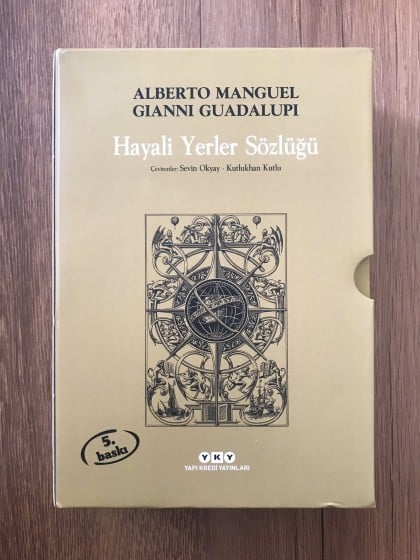 ALBERTO MANGUEL
GIANNI GUADALUPI
Hayali Yerler Sözlüğü
Çevirenler: Sevin Okyay - Kutlukhan Kutlu
5.
baskı
YKY
YAPI KREDİ YAYINLARI